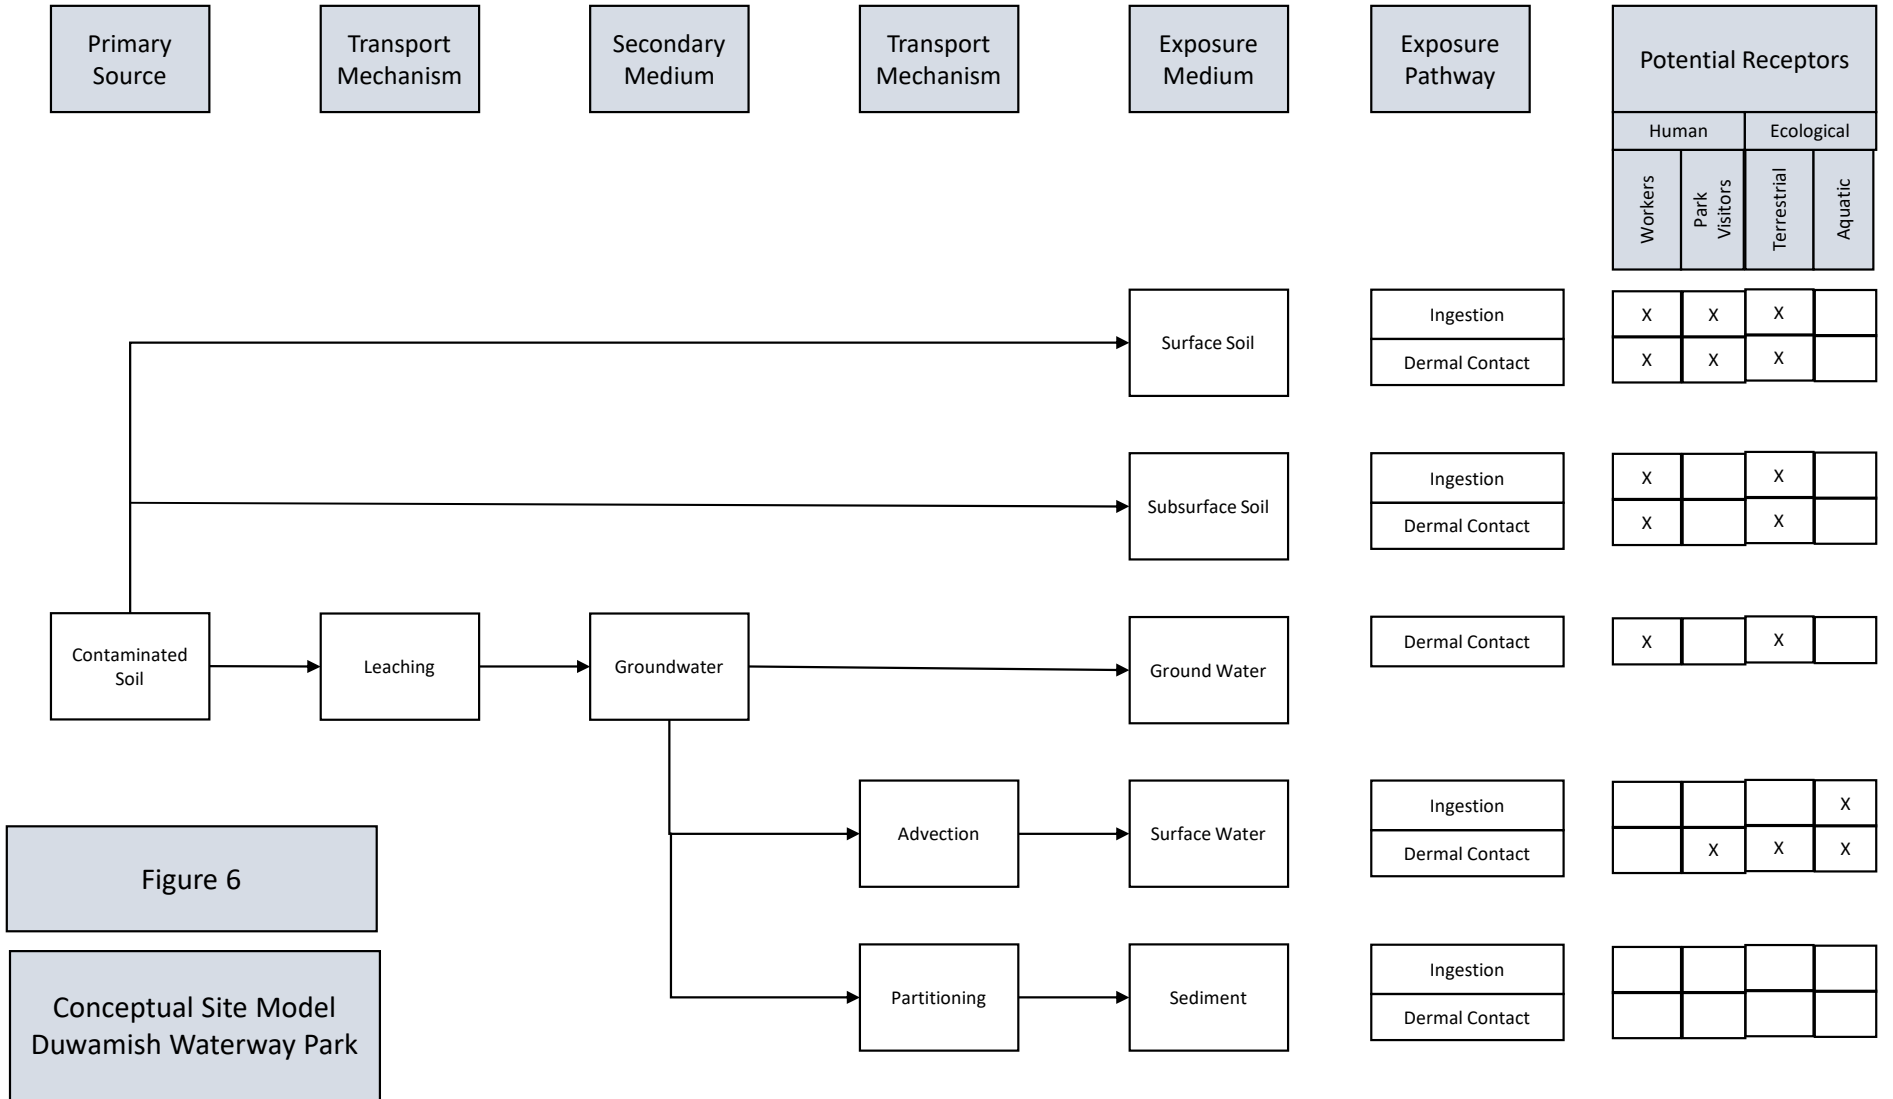 Primary
Source
Transport
Mechanism
Secondary
Medium
Transport
Mechanism
Exposure
Medium
Exposure
Pathway
Potential Receptors
Human
Ecological
Workers
Park
Visitors
Terrestrial
Aquatic
Surface Soil
Ingestion
X X X
Dermal Contact
X X X
Subsurface Soil
Ingestion
X X
Dermal Contact
X X
Contaminated
Soil
Leaching
Groundwater
Ground Water
Dermal Contact
X X
Advection
Surface Water
Ingestion
X
Dermal Contact
X X X
Partitioning
Sediment
Ingestion
Dermal Contact
Figure 6
Conceptual Site Model
Duwamish Waterway Park